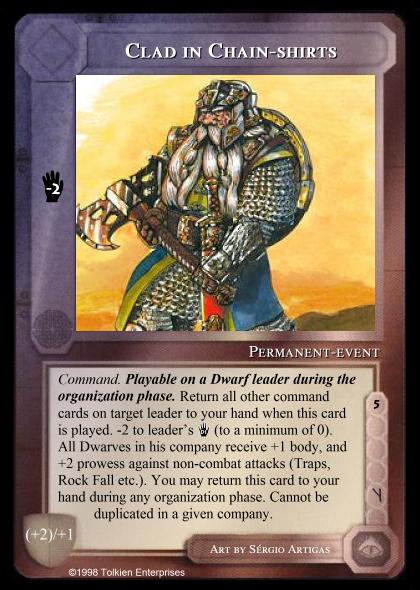 CLAD IN CHAIN-SHIRTS
-2
PERMANENT-EVENT
Command. Playable on a Dwarf leader during the
organization phase. Return all other command
cards on target leader to your hand when this card
is played. -2 to leader's (to a minimum of 0).
All Dwarves in his company receive +1 body, and
+2 prowess against non-combat attacks (Traps,
Rock Fall etc.). You may return this card to your
hand during any organization phase. Cannot be
duplicated in a given company.
5
(+2)/+1
ART BY SÉRGIO ARTIGAS
©1998 Tolkien Enterprises